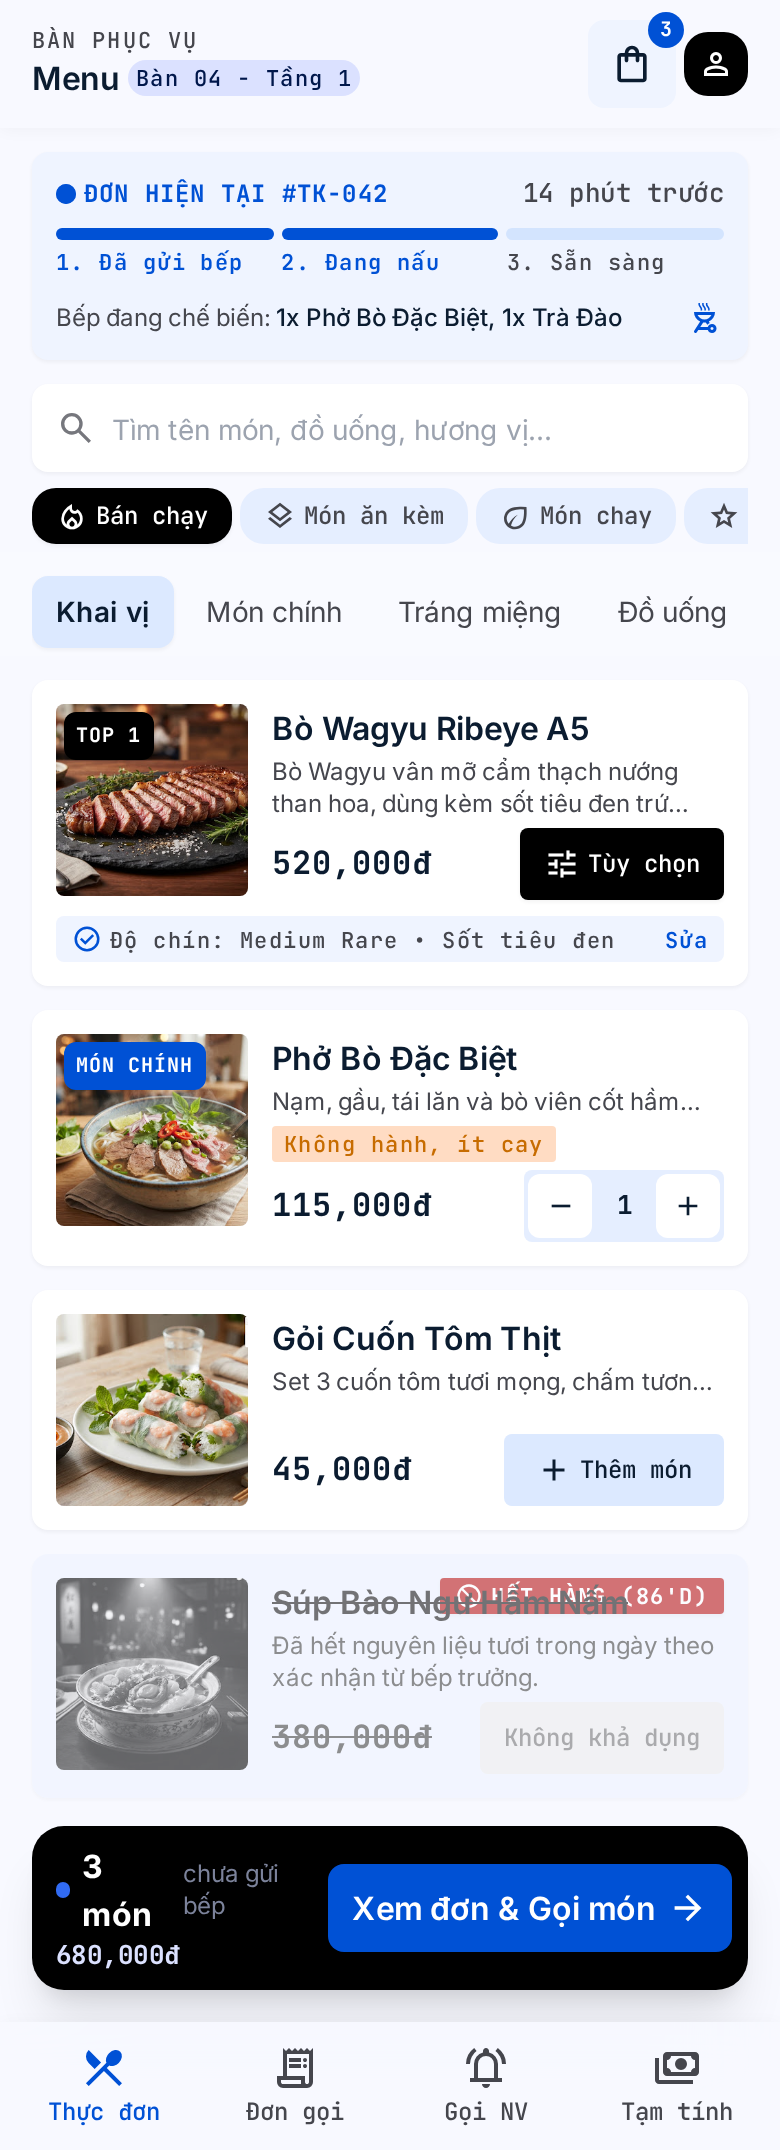 BÀN PHỤC VỤ
Menu Bàn 04 - Tầng 1
3
ĐƠN HIỆN TẠI #TK-042 14 phút trước
1. Đã gửi bếp 2. Đang nấu 3. Sẵn sàng
Bếp đang chế biến: 1x Phở Bò Đặc Biệt, 1x Trà Đào
Tìm tên món, đồ uống, hương vị...
Bán chạy Món ăn kèm Món chay
Khai vị Món chính Tráng miệng Đồ uống
TOP 1
Bò Wagyu Ribeye A5
Bò Wagyu vân mỡ cẩm thạch nướng
than hoa, dùng kèm sốt tiêu đen trứ...
520,000đ Tùy chọn
Độ chín: Medium Rare • Sốt tiêu đen Sửa
MÓN CHÍNH
Phở Bò Đặc Biệt
Nạm, gầu, tái lăn và bò viên cốt hầm...
Không hành, ít cay
115,000đ − 1 +
Gỏi Cuốn Tôm Thịt
Set 3 cuốn tôm tươi mọng, chấm tươn...
45,000đ + Thêm món
HẾT HÀNG (86'D)
Súp Bào Ngư Hầm Nấm
Đã hết nguyên liệu tươi trong ngày theo
xác nhận từ bếp trưởng.
380,000đ Không khả dụng
3 món chưa gửi bếp
680,000đ
Xem đơn & Gọi món
Thực đơn Đơn gọi Gọi NV Tạm tính